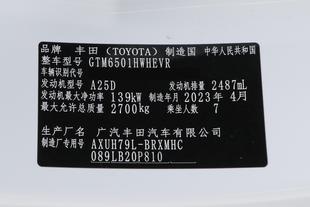 品牌 丰田（TOYOTA） 制造国 中华人民共和国
整车型号 GTM6501HWHEVR
车辆识别代号
发动机型号 A25D 发动机排量 2487mL
发动机最大净功率 139kW 制造年月 2023年4月
最大允许总质量 2700kg 乘坐人数 7
生产厂名 广汽丰田汽车有限公司
制造厂专用号 AXUH79L-BRXMHC
089LB20P810